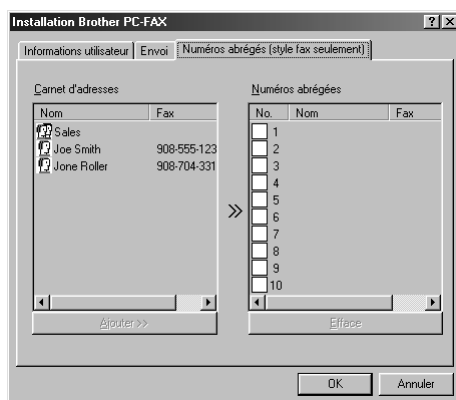 Installation Brother PC-FAX
Informations utilisateur Envoi Numéros abrégés (style fax seulement)
Carnet d'adresses
Numéros abrégées
Nom Fax
No. Nom Fax
Sales
Joe Smith 908-555-123
Jone Roller 908-704-331
1
2
3
4
5
6
7
8
9
10
Ajouter >>
Efface
OK
Annuler